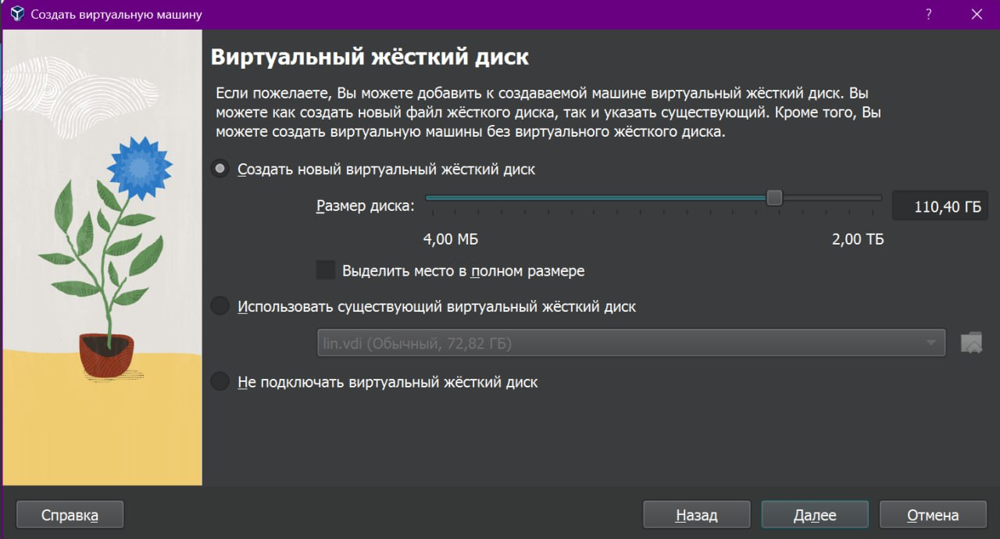 Создать виртуальную машину
?
Виртуальный жёсткий диск
Если пожелаете, Вы можете добавить к создаваемой машине виртуальный жёсткий диск. Вы
можете как создать новый файл жёсткого диска, так и указать существующий. Кроме того, Вы
можете создать виртуальную машины без виртуального жёсткого диска.
Создать новый виртуальный жёсткий диск
Размер диска:
110,40 ГБ
4,00 МБ
2,00 ТБ
Выделить место в полном размере
Использовать существующий виртуальный жёсткий диск
lin.vdi (Обычный, 72,82 ГБ)
Не подключать виртуальный жёсткий диск
Справка
Назад
Далее
Отмена